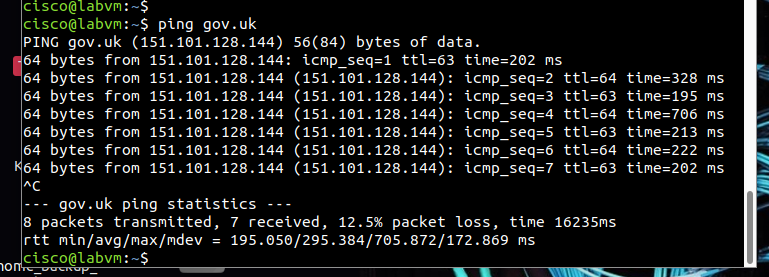 cisco@labvm:~$
cisco@labvm:~$ ping gov.uk
PING gov.uk (151.101.128.144) 56(84) bytes of data.
64 bytes from 151.101.128.144: icmp_seq=1 ttl=63 time=202 ms
64 bytes from 151.101.128.144 (151.101.128.144): icmp_seq=2 ttl=64 time=328 ms
64 bytes from 151.101.128.144 (151.101.128.144): icmp_seq=3 ttl=63 time=195 ms
64 bytes from 151.101.128.144 (151.101.128.144): icmp_seq=4 ttl=64 time=706 ms
64 bytes from 151.101.128.144 (151.101.128.144): icmp_seq=5 ttl=63 time=213 ms
64 bytes from 151.101.128.144 (151.101.128.144): icmp_seq=6 ttl=64 time=222 ms
K
64 bytes from 151.101.128.144 (151.101.128.144): icmp_seq=7 ttl=63 time=202 ms
^C
--- gov.uk ping statistics ---
8 packets transmitted, 7 received, 12.5% packet loss, time 16235ms
rtt min/avg/max/mdev = 195.050/295.384/705.872/172.869 ms
cisco@labvm:~$